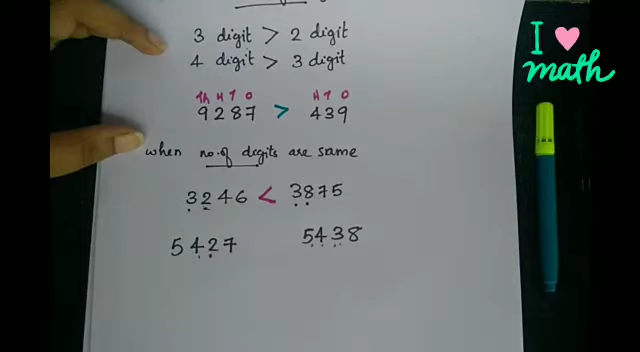 3 digit > 2 digit
4 digit > 3 digit
Th H T O H T O
9287 > 439
when no. of digits are same
3246 < 3875
5427 5438
I
math